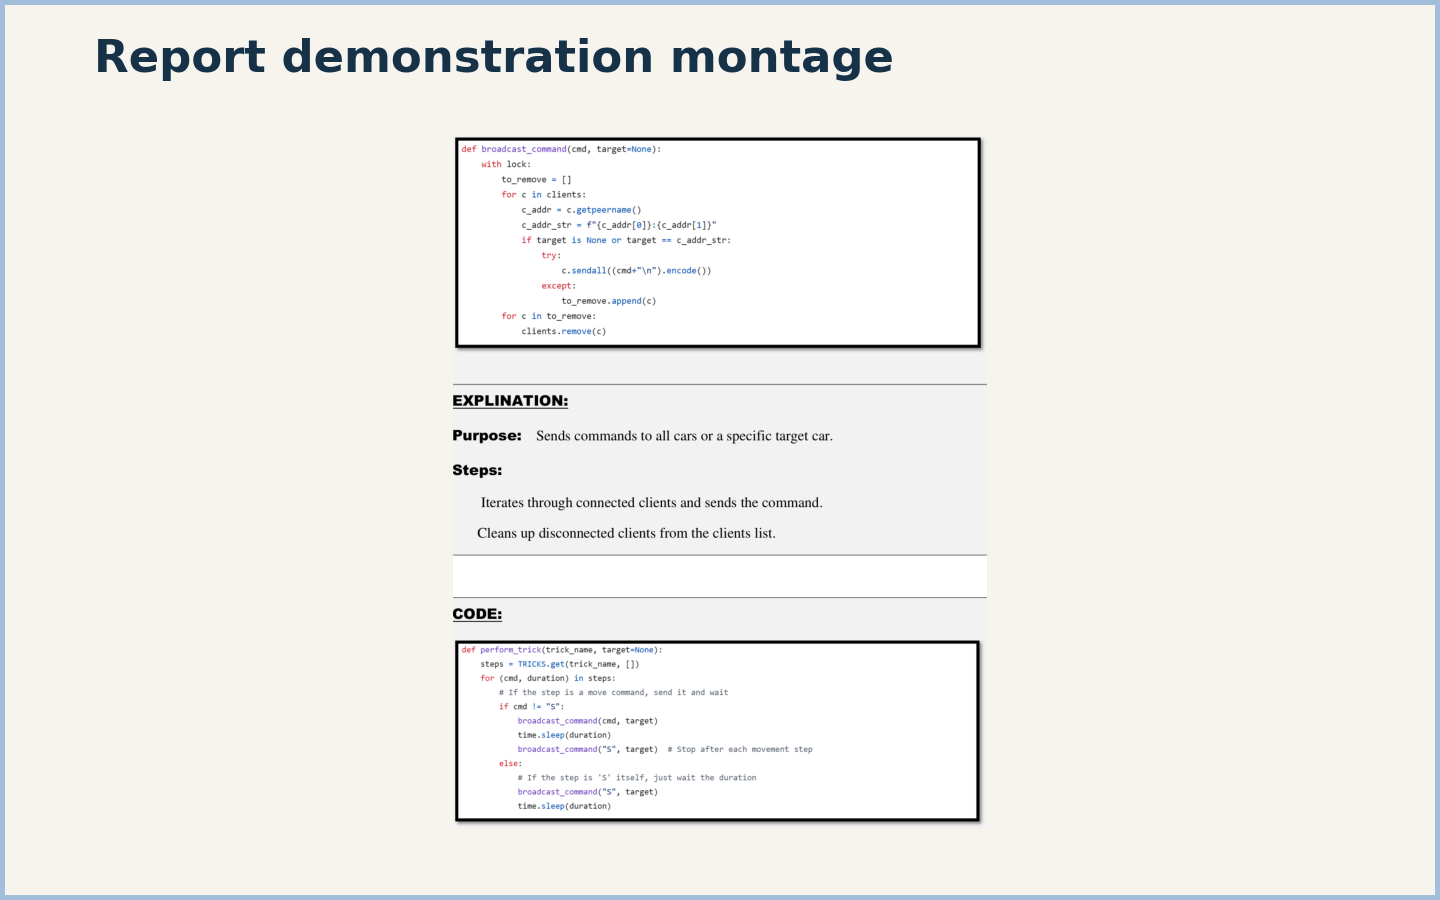 Report demonstration montage
def broadcast_command(cmd, target=None):
    with lock:
        to_remove = []
        for c in clients:
            c_addr = c.getpeername()
            c_addr_str = f"{c_addr[0]}:{c_addr[1]}"
            if target is None or target == c_addr_str:
                try:
                    c.sendall((cmd+"\n").encode())
                except:
                    to_remove.append(c)
        for c in to_remove:
            clients.remove(c)
EXPLINATION:
Purpose: Sends commands to all cars or a specific target car.
Steps:
Iterates through connected clients and sends the command.
Cleans up disconnected clients from the clients list.
CODE:
def perform_trick(trick_name, target=None):
    steps = TRICKS.get(trick_name, [])
    for (cmd, duration) in steps:
        # If the step is a move command, send it and wait
        if cmd != "S":
            broadcast_command(cmd, target)
            time.sleep(duration)
            broadcast_command("S", target)  # Stop after each movement step
        else:
            # If the step is 'S' itself, just wait the duration
            broadcast_command("S", target)
            time.sleep(duration)